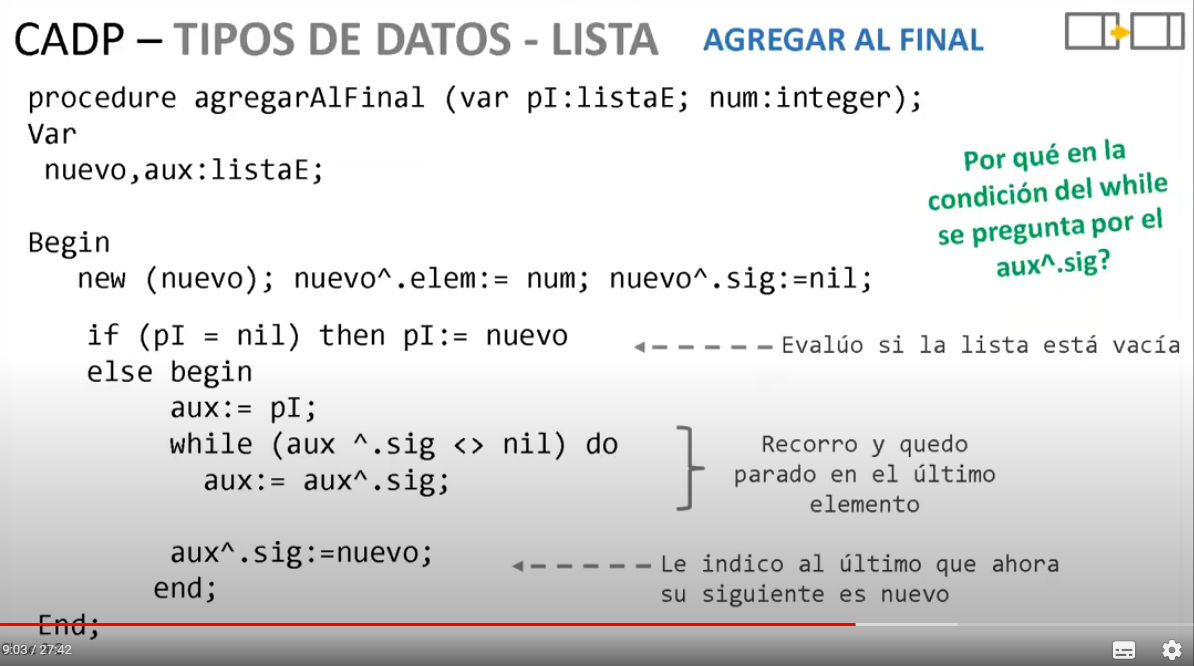 CADP – TIPOS DE DATOS - LISTA AGREGAR AL FINAL
procedure agregarAlFinal (var pI:listaE; num:integer);
Var
nuevo,aux:listaE;
Por qué en la
condición del while
se pregunta por el
aux^.sig?
Begin
new (nuevo); nuevo^.elem:= num; nuevo^.sig:=nil;
if (pI = nil) then pI:= nuevo
Evalúo si la lista está vacía
else begin
aux:= pI;
while (aux ^.sig <> nil) do
aux:= aux^.sig;
Recorro y quedo
parado en el último
elemento
aux^.sig:=nuevo;
Le indico al último que ahora
su siguiente es nuevo
end;
End;
9:03 / 27:42